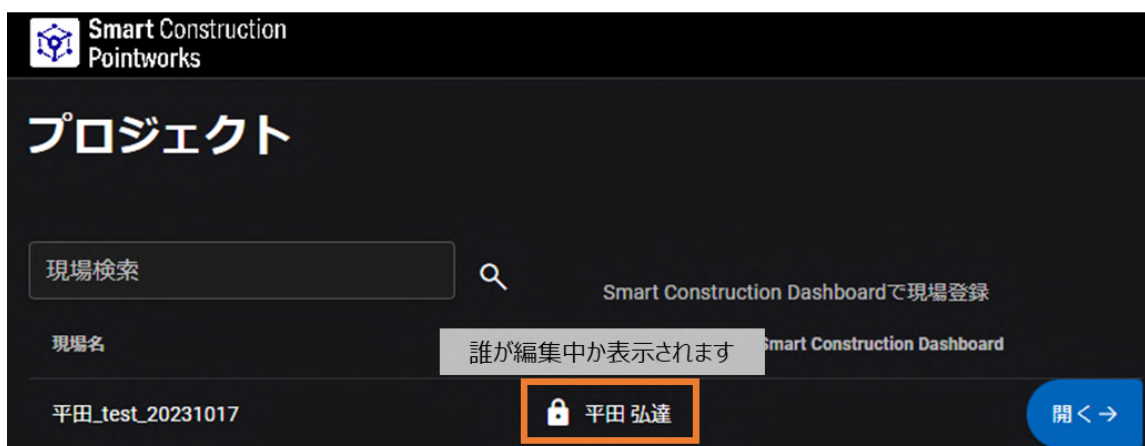 Smart Construction
Pointworks
プロジェクト
現場検索
Smart Construction Dashboardで現場登録
現場名
誰が編集中か表示されます
Smart Construction Dashboard
平田_test_20231017
平田 弘達
開く→